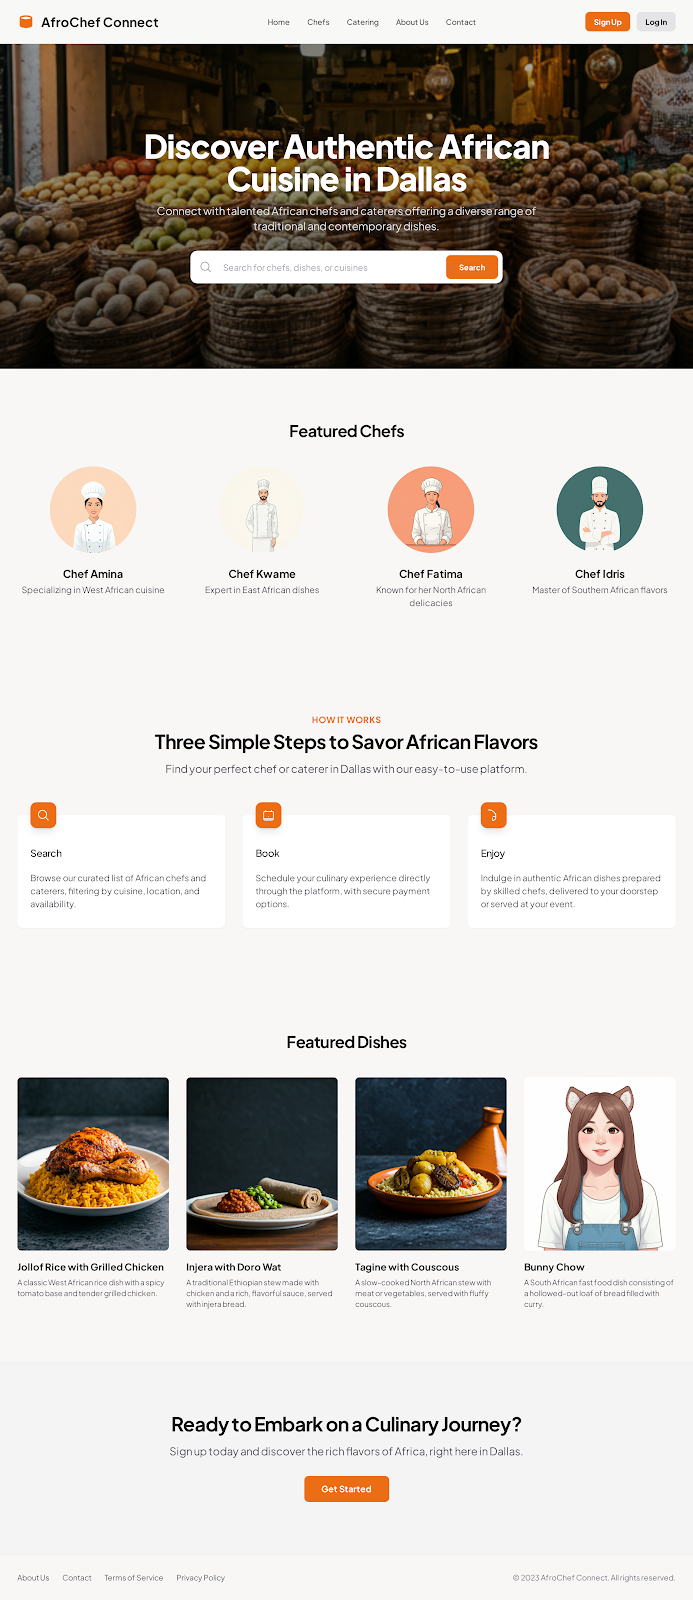 AfroChef Connect
Home Chefs Catering About Us Contact
Sign Up Log In
Discover Authentic African
Cuisine in Dallas
Connect with talented African chefs and caterers offering a diverse range of
traditional and contemporary dishes.
Search for chefs, dishes, or cuisines
Search
Featured Chefs
Chef Amina
Specializing in West African cuisine
Chef Kwame
Expert in East African dishes
Chef Fatima
Known for her North African
delicacies
Chef Idris
Master of Southern African flavors
HOW IT WORKS
Three Simple Steps to Savor African Flavors
Find your perfect chef or caterer in Dallas with our easy-to-use platform.
Search
Browse our curated list of African chefs and
caterers, filtering by cuisine, location, and
availability.
Book
Schedule your culinary experience directly
through the platform, with secure payment
options.
Enjoy
Indulge in authentic African dishes prepared
by skilled chefs, delivered to your doorstep
or served at your event.
Featured Dishes
Jollof Rice with Grilled Chicken
A classic West African rice dish with a spicy
tomato base and tender grilled chicken.
Injera with Doro Wat
A traditional Ethiopian stew made with
chicken and a rich, flavorful sauce, served
with injera bread.
Tagine with Couscous
A slow-cooked North African stew with
meat or vegetables, served with fluffy
couscous.
Bunny Chow
A South African fast food dish consisting of
a hollowed-out loaf of bread filled with
curry.
Ready to Embark on a Culinary Journey?
Sign up today and discover the rich flavors of Africa, right here in Dallas.
Get Started
About Us Contact Terms of Service Privacy Policy
© 2023 AfroChef Connect. All rights reserved.